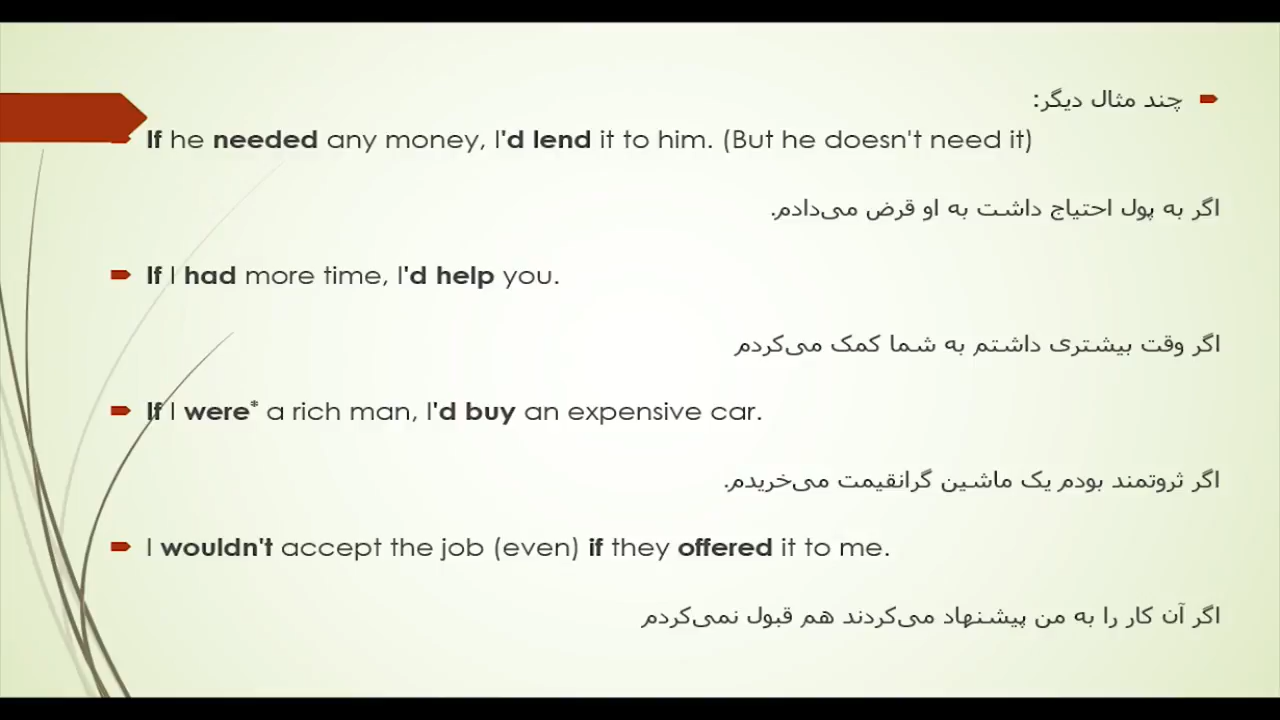 چند مثال دیگر:
If he needed any money, I'd lend it to him. (But he doesn't need it)
اگر به پول احتیاج داشت به او قرض می‌دادم.
If I had more time, I'd help you.
اگر وقت بیشتری داشتم به شما کمک می‌کردم
If I were* a rich man, I'd buy an expensive car.
اگر ثروتمند بودم یک ماشین گرانقیمت می‌خریدم.
I wouldn't accept the job (even) if they offered it to me.
اگر آن کار را به من پیشنهاد می‌کردند هم قبول نمی‌کردم